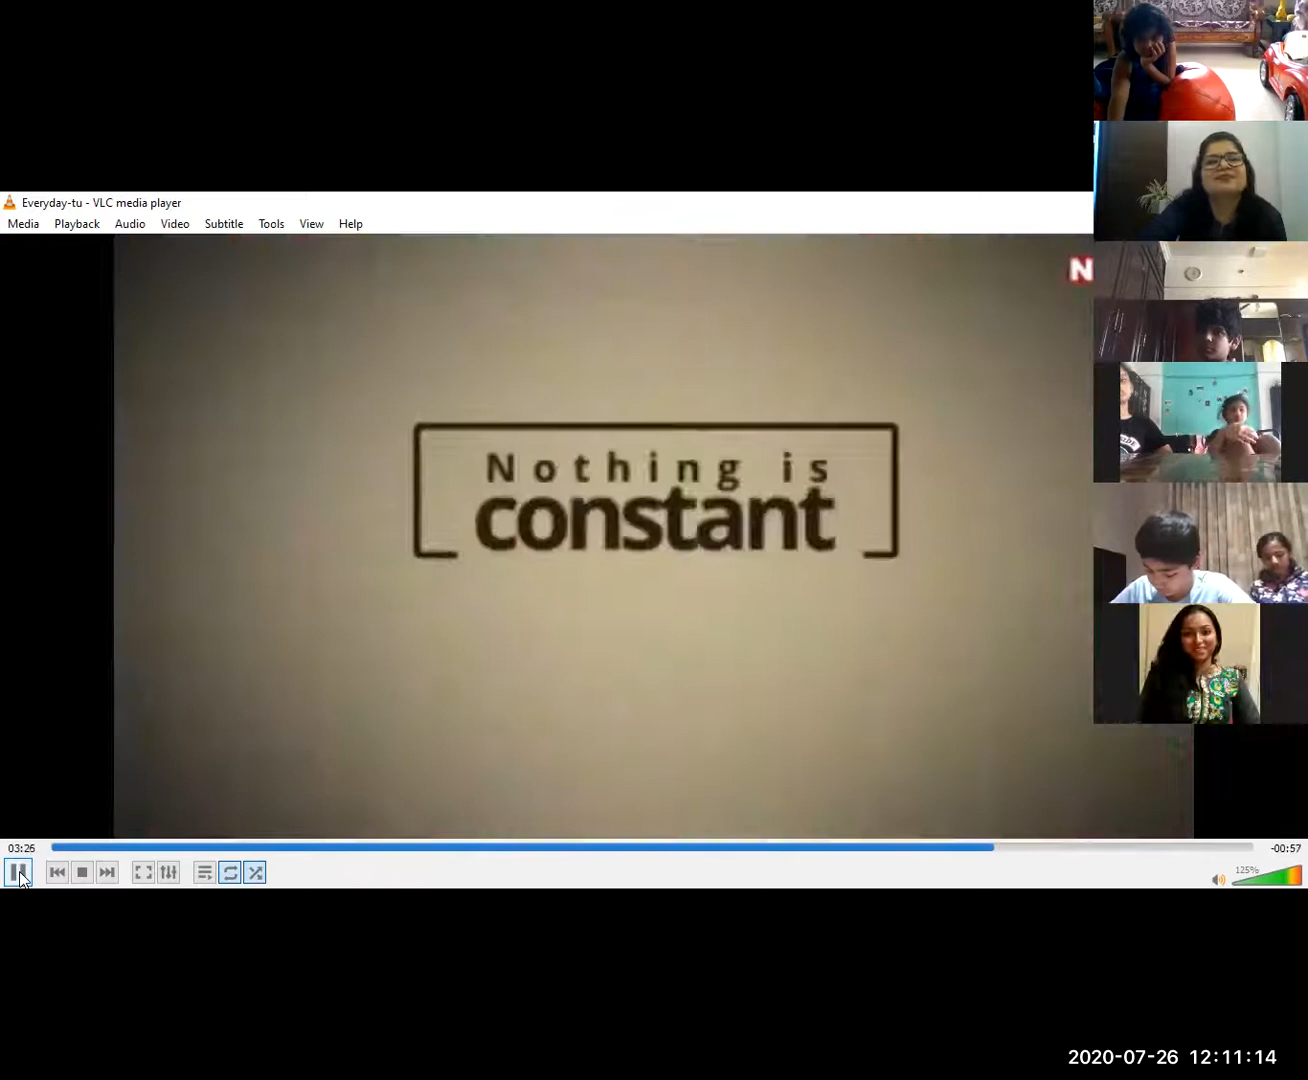 Everyday-tu - VLC media player
Media Playback Audio Video Subtitle Tools View Help
N
Nothing is
constant
03:26
-00:57
125%
2020-07-26 12:11:14